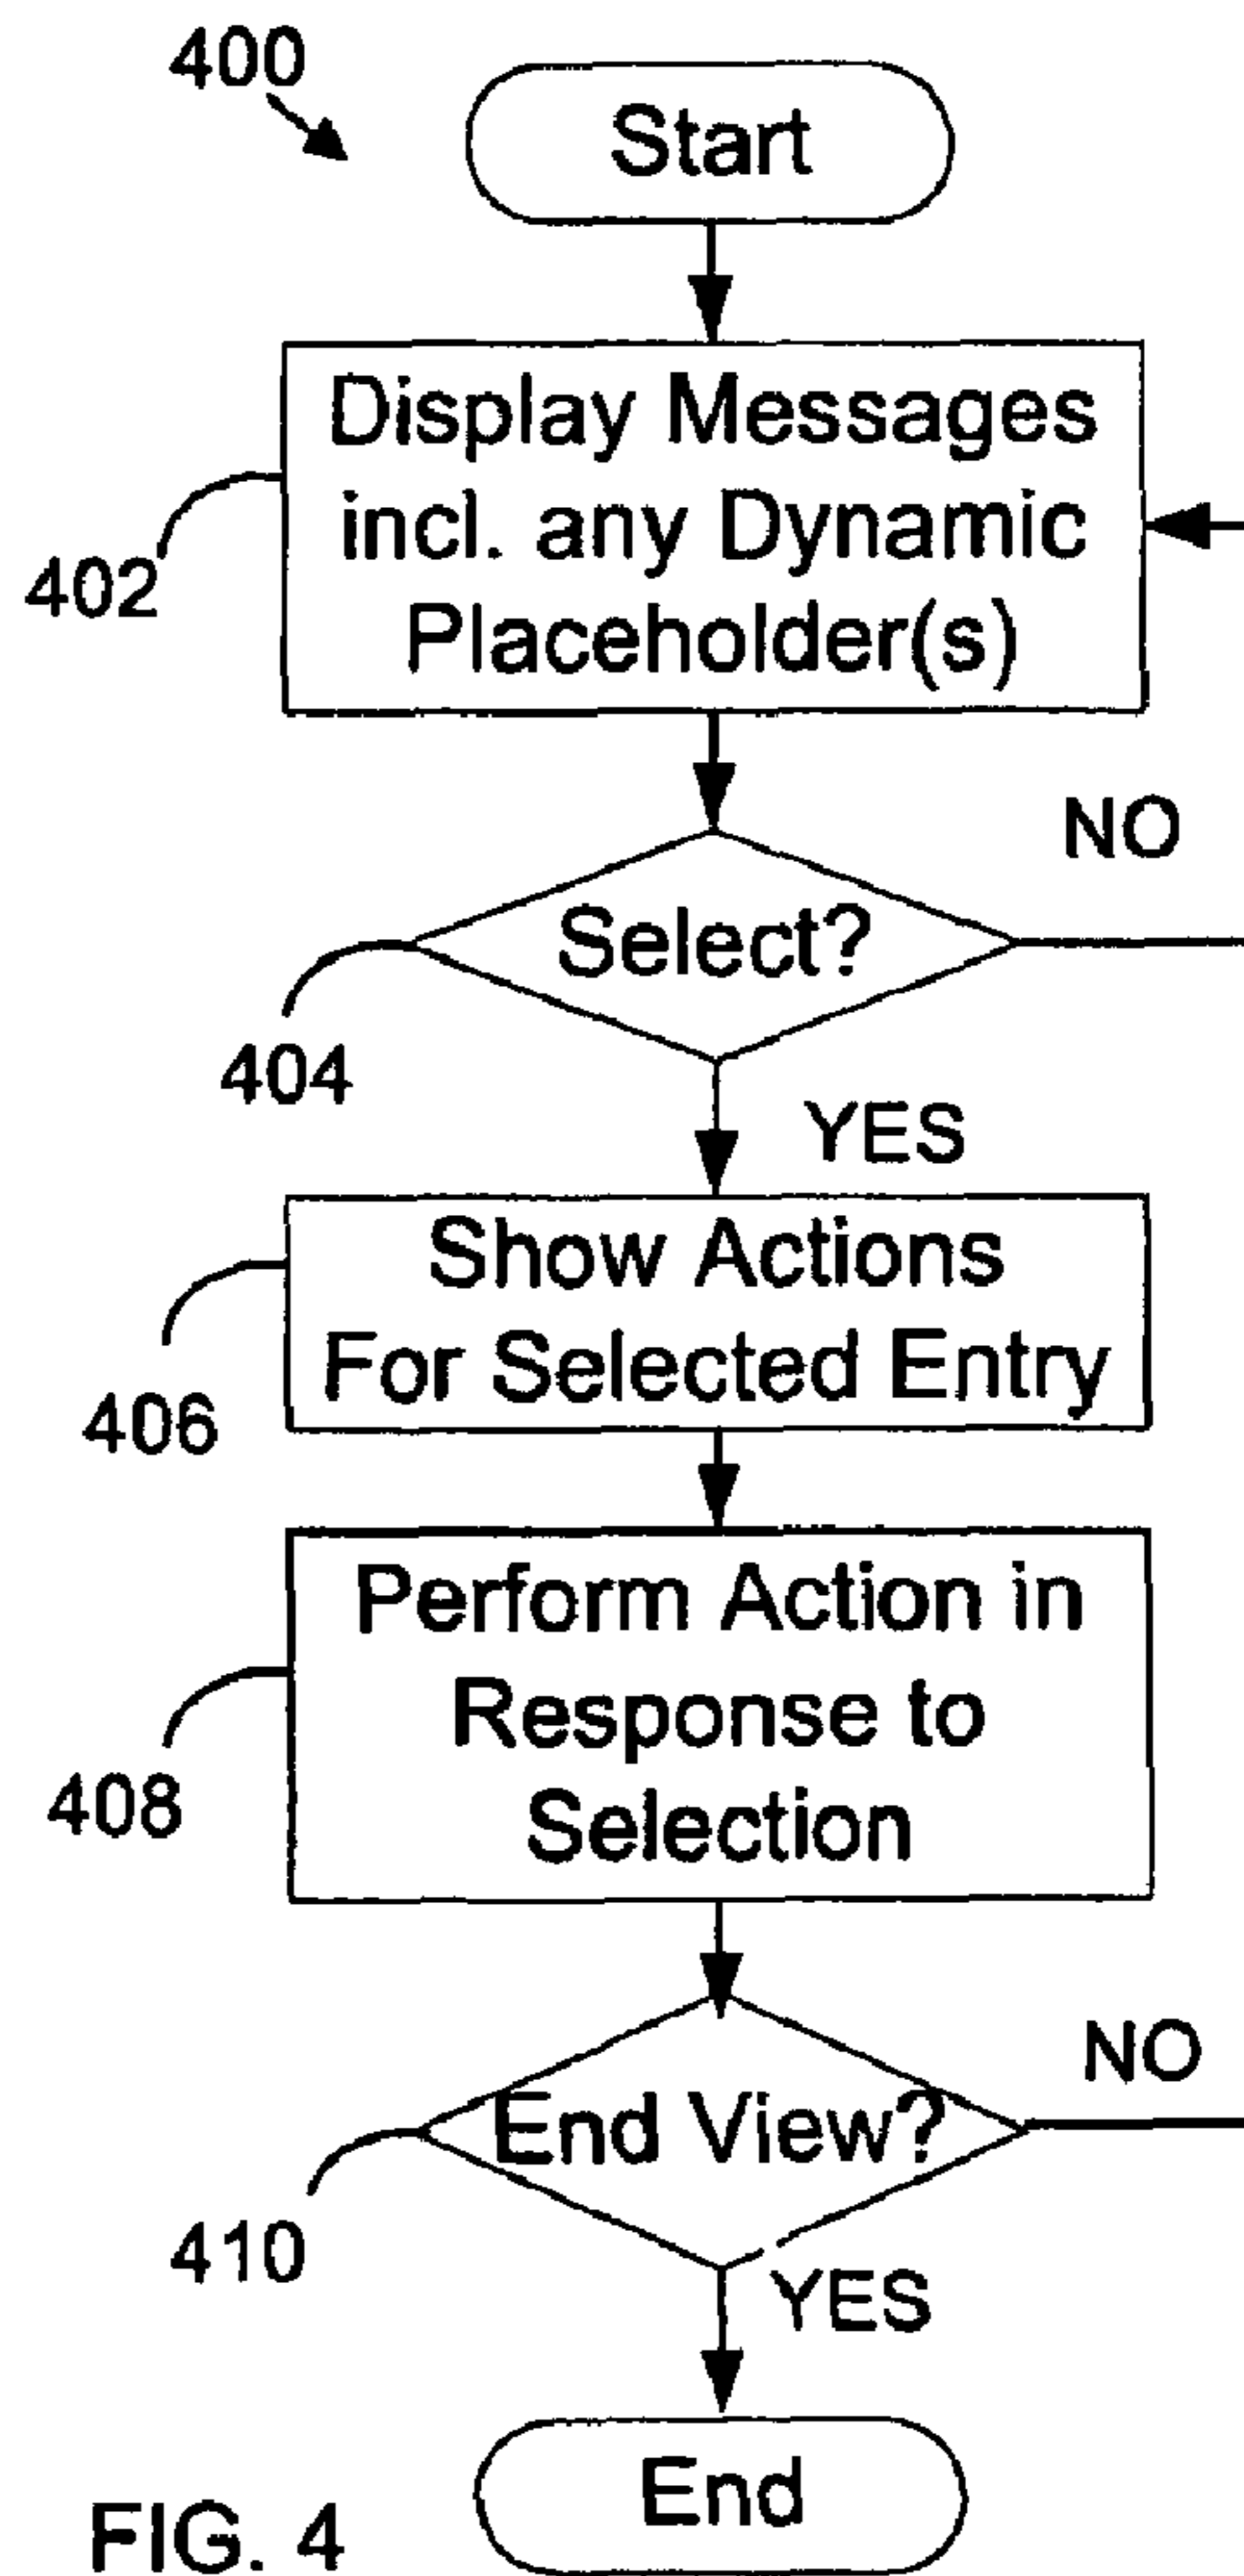 400
Start
Display Messages
incl. any Dynamic
Placeholder(s)
402
NO
Select?
404
YES
Show Actions
For Selected Entry
406
Perform Action in
Response to
Selection
408
NO
End View?
410
YES
End
FIG. 4